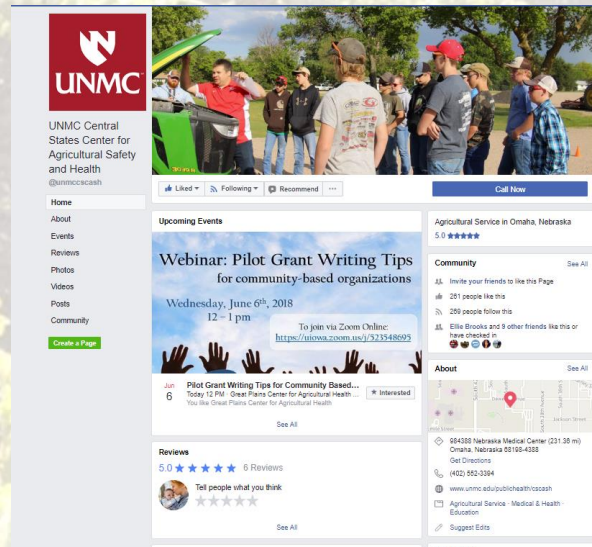 UNMC
UNMC Central
States Center for
Agricultural Safety
and Health
@unmccscash
Home
About
Events
Reviews
Photos
Videos
Posts
Community
Create a Page
Liked
Following
Recommend
Call Now
Upcoming Events
Webinar: Pilot Grant Writing Tips
for community-based organizations
Wednesday, June 6th, 2018
12 – 1 pm
To join via Zoom Online:
https://uiowa.zoom.us/j/523548695
Jun
6
Pilot Grant Writing Tips for Community Based...
Today 12 PM · Great Plains Center for Agricultural Health ...
You like Great Plains Center for Agricultural Health
Interested
See All
Reviews
5.0 6 Reviews
Tell people what you think
See All
Agricultural Service in Omaha, Nebraska
5.0
Community
See All
Invite your friends to like this Page
261 people like this
269 people follow this
Ellie Brooks and 9 other friends like this or
have checked in
About
See All
984388 Nebraska Medical Center (231.36 mi)
Omaha, Nebraska 68198-4388
Get Directions
(402) 552-3394
www.unmc.edu/publichealth/cscash
Agricultural Service · Medical & Health ·
Education
Suggest Edits